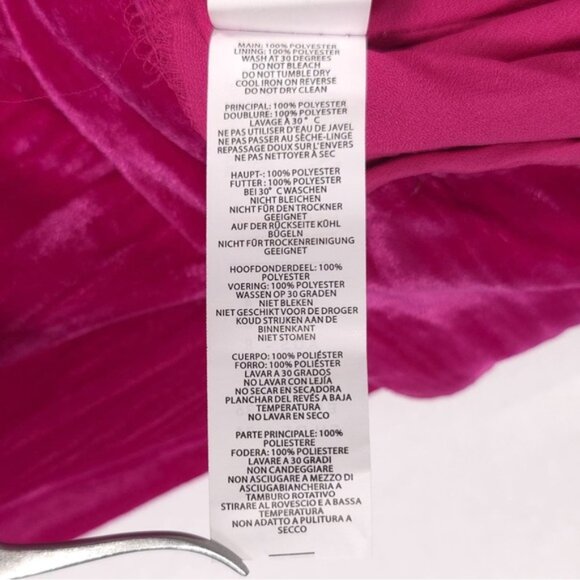 MAIN: 100% POLYESTER
LINING: 100% POLYESTER
WASH AT 30 DEGREES
DO NOT BLEACH
DO NOT TUMBLE DRY
COOL IRON ON REVERSE
DO NOT DRY CLEAN
PRINCIPAL: 100% POLYESTER
DOUBLURE: 100% POLYESTER
LAVAGE À 30° C
NE PAS UTILISER D'EAU DE JAVEL
NE PAS PASSER AU SÈCHE-LINGE
REPASSAGE DOUX SUR L'ENVERS
NE PAS NETTOYER À SEC
HAUPT-: 100% POLYESTER
FUTTER: 100% POLYESTER
BEI 30° C WASCHEN
NICHT BLEICHEN
NICHT FÜR DEN TROCKNER
GEEIGNET
AUF DER RÜCKSEITE KÜHL
BÜGELN
NICHT FÜR TROCKENREINIGUNG
GEEIGNET
HOOFDONDERDEEL: 100%
POLYESTER
VOERING: 100% POLYESTER
WASSEN OP 30 GRADEN
NIET BLEKEN
NIET GESCHIKT VOOR DE DROGER
KOUD STRIJKEN AAN DE
BINNENKANT
NIET STOMEN
CUERPO: 100% POLIÉSTER
FORRO: 100% POLIÉSTER
LAVAR A 30 GRADOS
NO LAVAR CON LEJÍA
NO SECAR EN SECADORA
PLANCHAR DEL REVÉS A BAJA
TEMPERATURA
NO LAVAR EN SECO
PARTE PRINCIPALE: 100%
POLIESTERE
FODERA: 100% POLIESTERE
LAVARE A 30 GRADI
NON CANDEGGIARE
NON ASCIUGARE A MEZZO DI
ASCIUGABIANCHERIA A
TAMBURO ROTATIVO
STIRARE AL ROVESCIO E A BASSA
TEMPERATURA
NON ADATTO A PULITURA A
SECCO